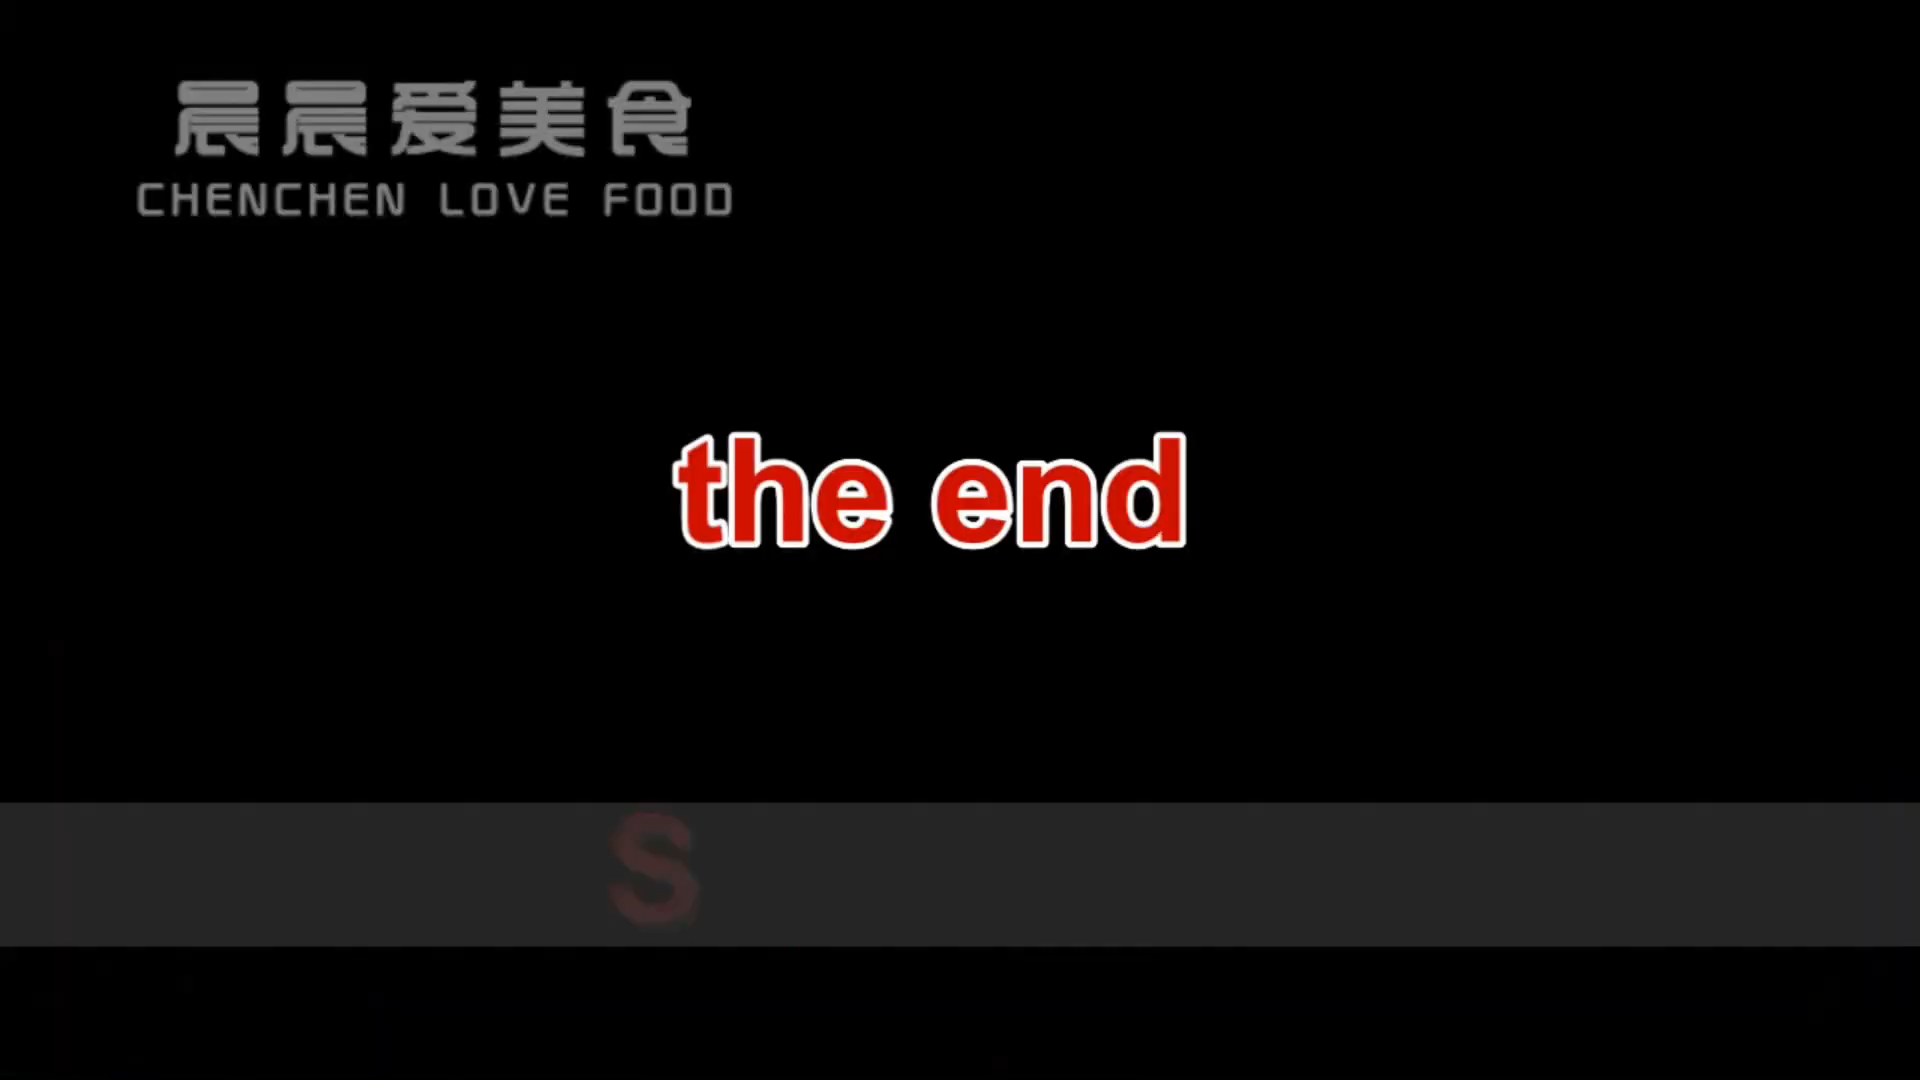 晨晨爱美食
CHENCHEN LOVE FOOD
the end
S